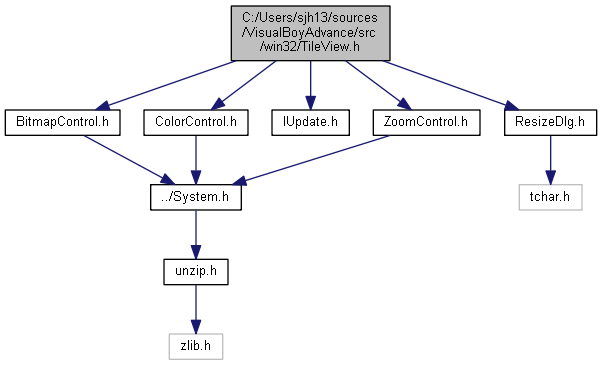 C:/Users/sjh13/sources
/VisualBoyAdvance/src
/win32/TileView.h
BitmapControl.h
ColorControl.h
IUpdate.h
ZoomControl.h
ResizeDlg.h
../System.h
tchar.h
unzip.h
zlib.h